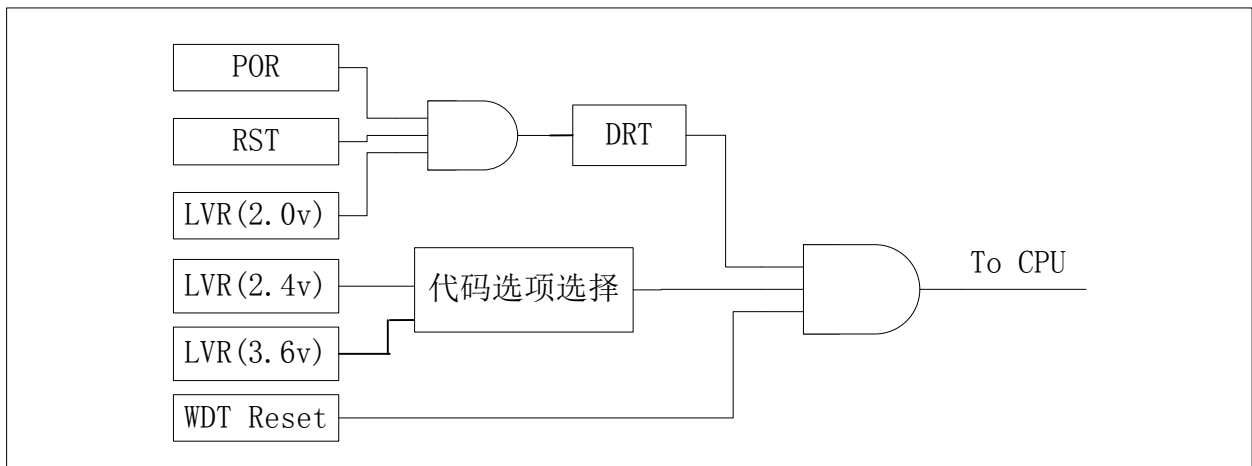 POR
RST
DRT
LVR(2.0v)
LVR(2.4v)
代码选项选择
To CPU
LVR(3.6v)
WDT Reset